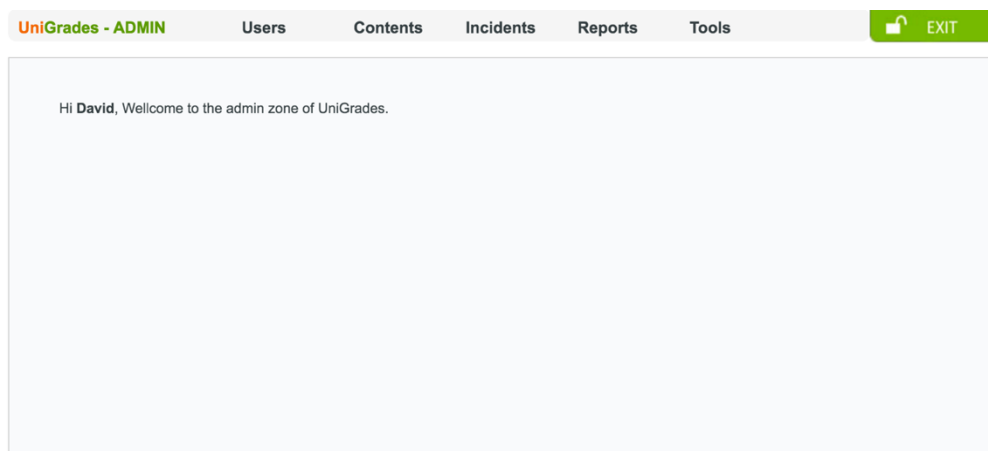 UniGrades - ADMIN Users Contents Incidents Reports Tools EXIT
Hi David, Wellcome to the admin zone of UniGrades.